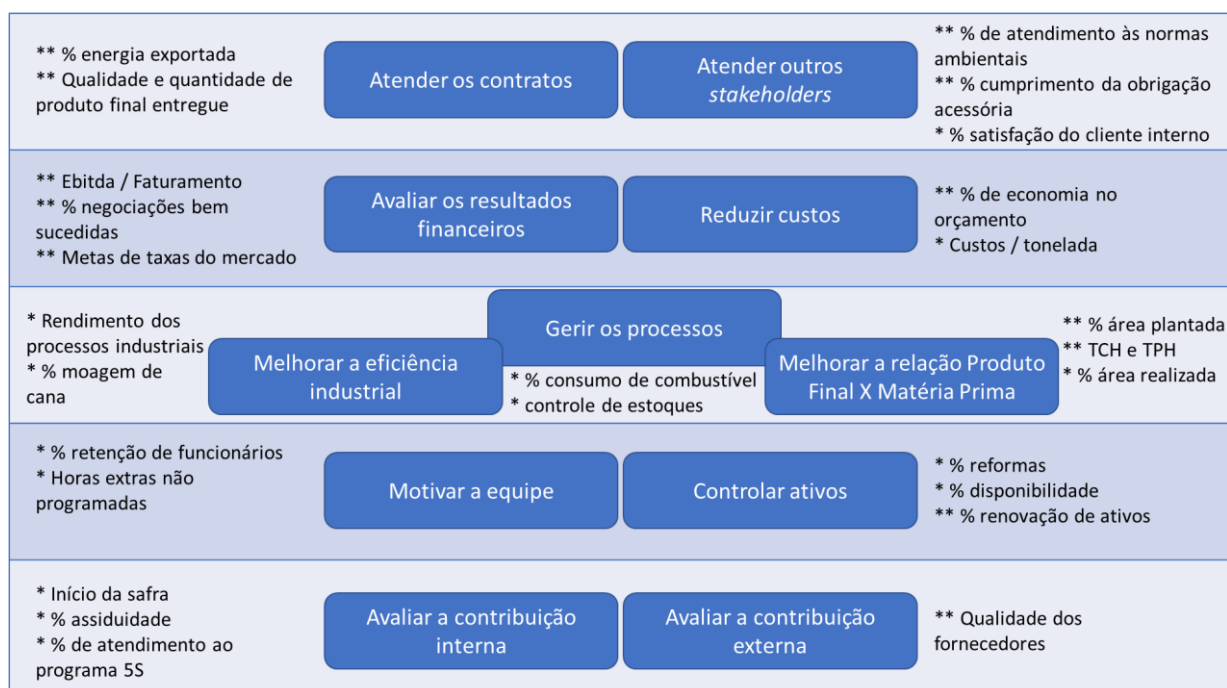 ** % energia exportada
** Qualidade e quantidade de
produto final entregue
Atender os contratos
Atender outros
stakeholders
** % de atendimento às normas
ambientais
** % cumprimento da obrigação
acessória
* % satisfação do cliente interno
** Ebitda / Faturamento
** % negociações bem
sucedidas
** Metas de taxas do mercado
Avaliar os resultados
financeiros
Reduzir custos
** % de economia no
orçamento
* Custos / tonelada
* Rendimento dos
processos industriais
* % moagem de
cana
Melhorar a eficiência
industrial
Gerir os processos
* % consumo de combustível
* controle de estoques
Melhorar a relação Produto
Final X Matéria Prima
** % área plantada
** TCH e TPH
* % área realizada
* % retenção de funcionários
* Horas extras não
programadas
Motivar a equipe
Controlar ativos
* % reformas
* % disponibilidade
** % renovação de ativos
* Início da safra
* % assiduidade
* % de atendimento ao
programa 5S
Avaliar a contribuição
interna
Avaliar a contribuição
externa
** Qualidade dos
fornecedores